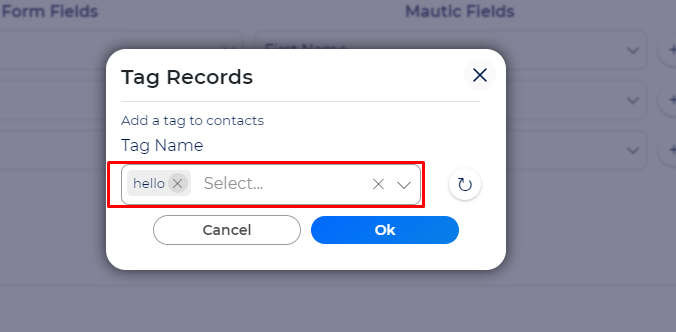 Form Fields
Mautic Fields
First Name
Tag Records
Add a tag to contacts
Tag Name
hello
Select...
Cancel
Ok